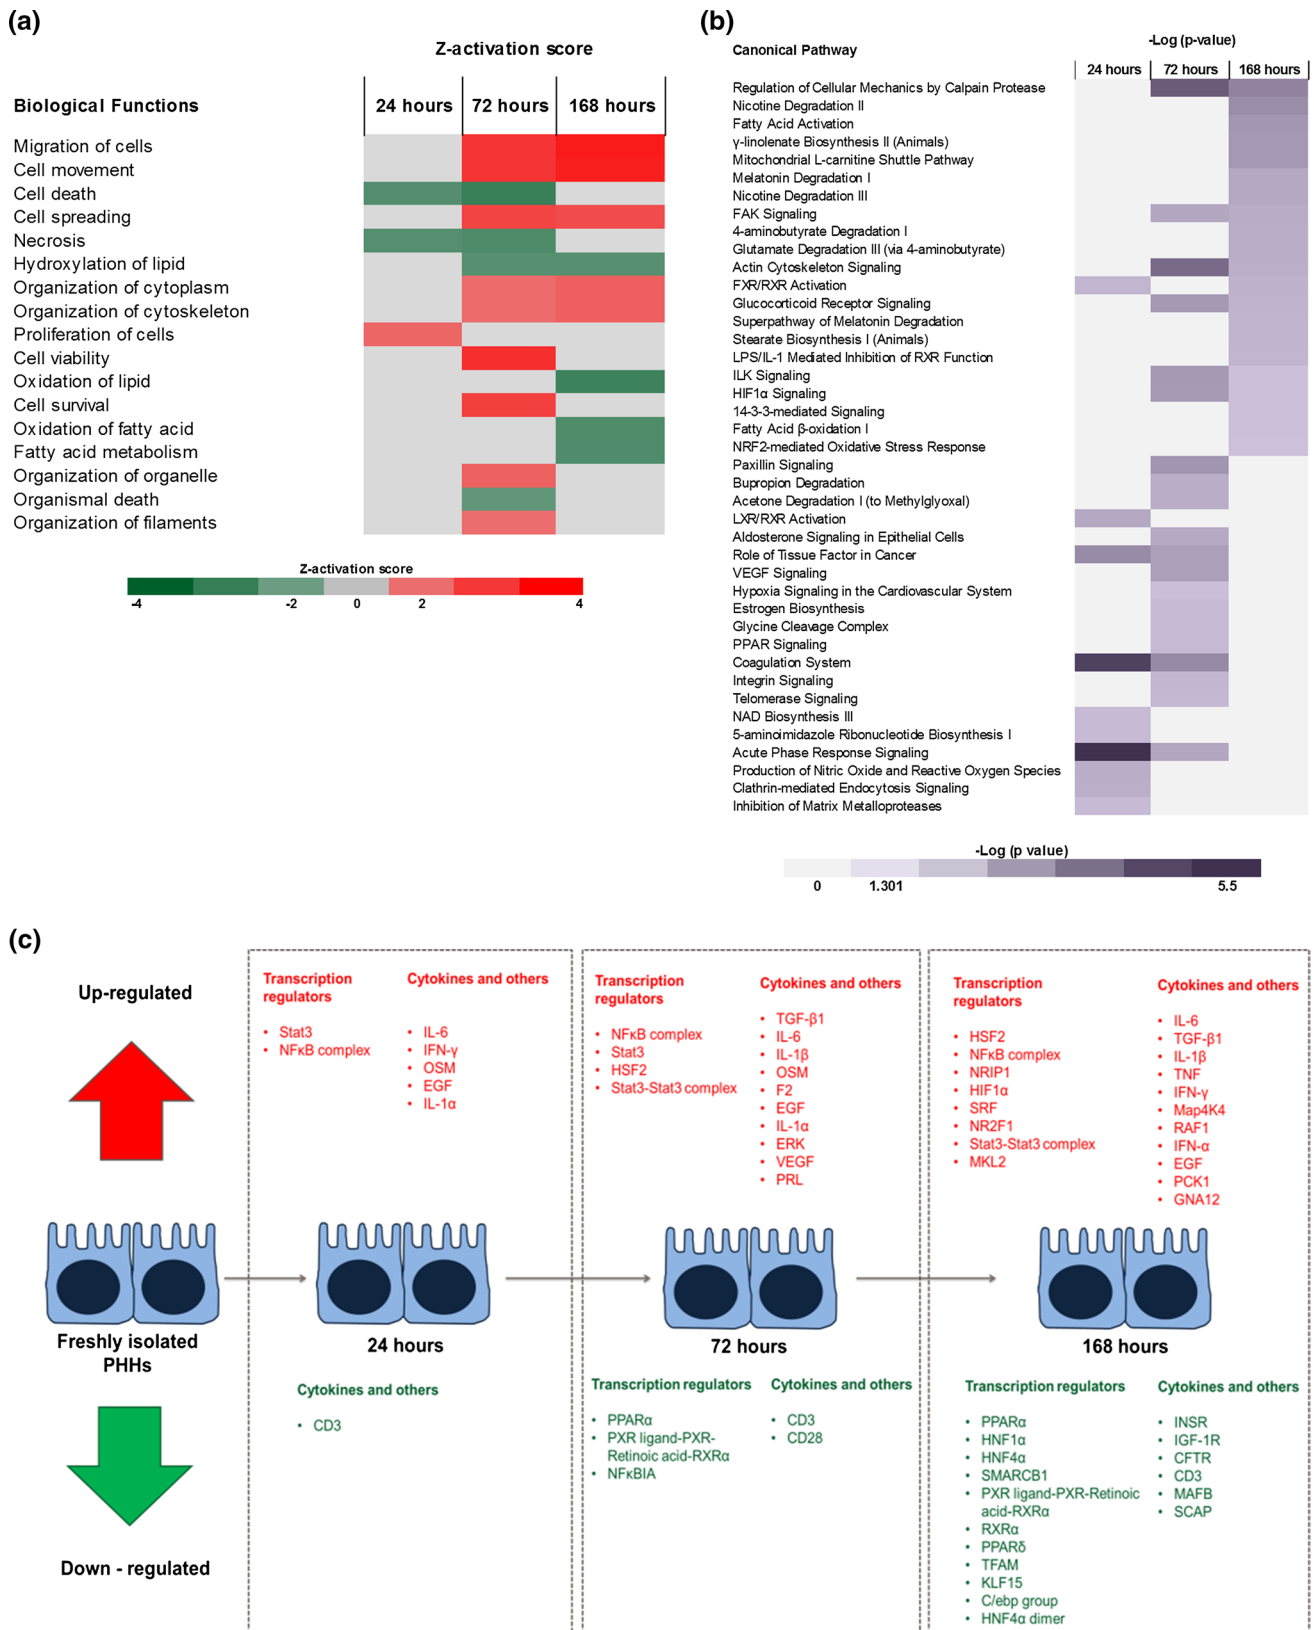 (a)
Z-activation score
Biological Functions
24 hours
72 hours
168 hours
Migration of cells
Cell movement
Cell death
Cell spreading
Necrosis
Hydroxylation of lipid
Organization of cytoplasm
Organization of cytoskeleton
Proliferation of cells
Cell viability
Oxidation of lipid
Cell survival
Oxidation of fatty acid
Fatty acid metabolism
Organization of organelle
Organismal death
Organization of filaments
Z-activation score
-4
-2
0
2
4
(b)
Canonical Pathway
-Log (p-value)
24 hours
72 hours
168 hours
Regulation of Cellular Mechanics by Calpain Protease
Nicotine Degradation II
Fatty Acid Activation
γ-linolenate Biosynthesis II (Animals)
Mitochondrial L-carnitine Shuttle Pathway
Melatonin Degradation I
Nicotine Degradation III
FAK Signaling
4-aminobutyrate Degradation I
Glutamate Degradation III (via 4-aminobutyrate)
Actin Cytoskeleton Signaling
FXR/RXR Activation
Glucocorticoid Receptor Signaling
Superpathway of Melatonin Degradation
Stearate Biosynthesis I (Animals)
LPS/IL-1 Mediated Inhibition of RXR Function
ILK Signaling
HIF1α Signaling
14-3-3-mediated Signaling
Fatty Acid β-oxidation I
NRF2-mediated Oxidative Stress Response
Paxillin Signaling
Bupropion Degradation
Acetone Degradation I (to Methylglyoxal)
LXR/RXR Activation
Aldosterone Signaling in Epithelial Cells
Role of Tissue Factor in Cancer
VEGF Signaling
Hypoxia Signaling in the Cardiovascular System
Estrogen Biosynthesis
Glycine Cleavage Complex
PPAR Signaling
Coagulation System
Integrin Signaling
Telomerase Signaling
NAD Biosynthesis III
5-aminoimidazole Ribonucleotide Biosynthesis I
Acute Phase Response Signaling
Production of Nitric Oxide and Reactive Oxygen Species
Clathrin-mediated Endocytosis Signaling
Inhibition of Matrix Metalloproteases
-Log (p value)
0
1.301
5.5
(c)
Up-regulated
Freshly isolated
PHHs
Down - regulated
Transcription
regulators
• Stat3
• NFκB complex
Cytokines and others
• IL-6
• IFN-γ
• OSM
• EGF
• IL-1α
24 hours
Cytokines and others
• CD3
Transcription
regulators
• NFκB complex
• Stat3
• HSF2
• Stat3-Stat3 complex
Cytokines and others
• TGF-β1
• IL-6
• IL-1β
• OSM
• F2
• EGF
• IL-1α
• ERK
• VEGF
• PRL
72 hours
Transcription regulators
• PPARα
• PXR ligand-PXR-
Retinoic acid-RXRα
• NFκBIA
Cytokines and others
• CD3
• CD28
Transcription
regulators
• HSF2
• NFκB complex
• NRIP1
• HIF1α
• SRF
• NR2F1
• Stat3-Stat3 complex
• MKL2
Cytokines and others
• IL-6
• TGF-β1
• IL-1β
• TNF
• IFN-γ
• Map4K4
• RAF1
• IFN-α
• EGF
• PCK1
• GNA12
168 hours
Transcription regulators
• PPARα
• HNF1α
• HNF4α
• SMARCB1
• PXR ligand-PXR-Retinoic
acid-RXRα
• RXRα
• PPARδ
• TFAM
• KLF15
• C/ebp group
• HNF4α dimer
Cytokines and others
• INSR
• IGF-1R
• CFTR
• CD3
• MAFB
• SCAP